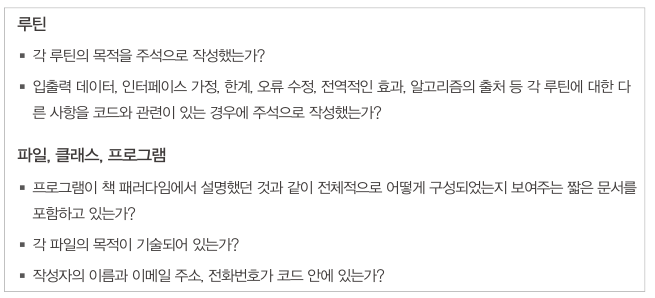 루틴
▪ 각 루틴의 목적을 주석으로 작성했는가?
▪ 입출력 데이터, 인터페이스 가정, 한계, 오류 수정, 전역적인 효과, 알고리즘의 출처 등 각 루틴에 대한 다
른 사항을 코드와 관련이 있는 경우에 주석으로 작성했는가?
파일, 클래스, 프로그램
▪ 프로그램이 책 패러다임에서 설명했던 것과 같이 전체적으로 어떻게 구성되었는지 보여주는 짧은 문서를
포함하고 있는가?
▪ 각 파일의 목적이 기술되어 있는가?
▪ 작성자의 이름과 이메일 주소, 전화번호가 코드 안에 있는가?